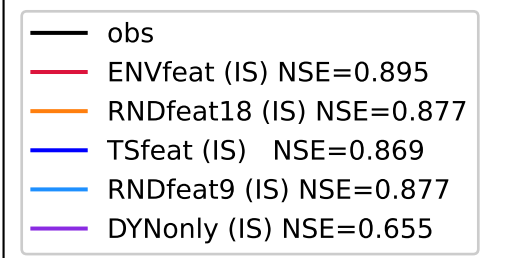 obs
ENVfeat (IS) NSE=0.895
RNDfeat18 (IS) NSE=0.877
TSfeat (IS)   NSE=0.869
RNDfeat9 (IS) NSE=0.877
DYNonly (IS) NSE=0.655